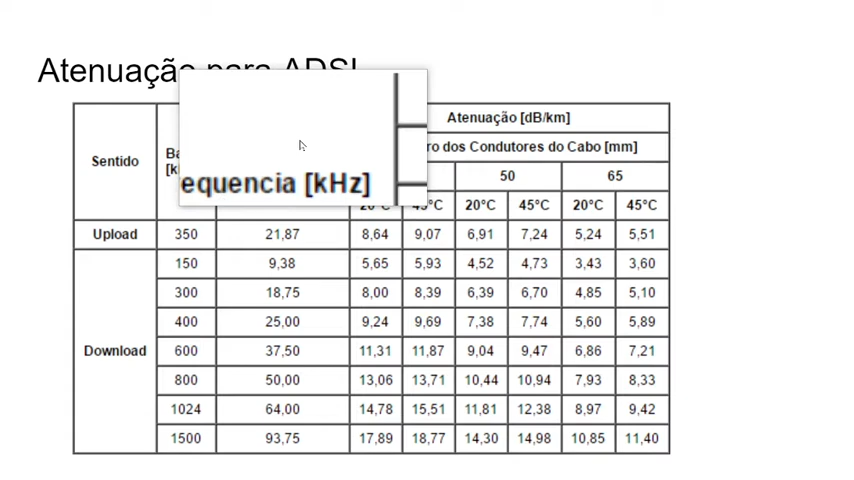 Atenuação para ADSL
Sentido
Atenuação [dB/km]
ro dos Condutores do Cabo [mm]
equencia [kHz]
50 65
20°C 45°C 20°C 45°C 20°C 45°C
Upload 350 21,87 8,64 9,07 6,91 7,24 5,24 5,51
150 9,38 5,65 5,93 4,52 4,73 3,43 3,60
300 18,75 8,00 8,39 6,39 6,70 4,85 5,10
400 25,00 9,24 9,69 7,38 7,74 5,60 5,89
Download 600 37,50 11,31 11,87 9,04 9,47 6,86 7,21
800 50,00 13,06 13,71 10,44 10,94 7,93 8,33
1024 64,00 14,78 15,51 11,81 12,38 8,97 9,42
1500 93,75 17,89 18,77 14,30 14,98 10,85 11,40